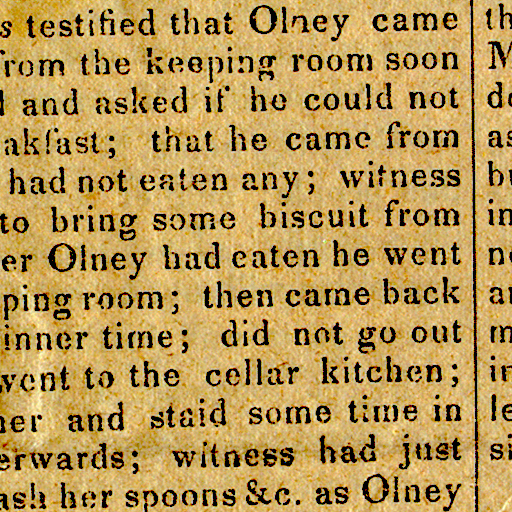 s testified that Olney came
from the keeping room soon
and asked if he could not
akfast; that he came from
had not eaten any; witness
to bring some biscuit from
er Olney had eaten he went
ping room; then came back
inner time; did not go out
went to the cellar kitchen;
ner and staid some time in
erwards; witness had just
ash her spoons &c. as Olney
th
M
de
as
bu
in
no
an
m
in
le
si